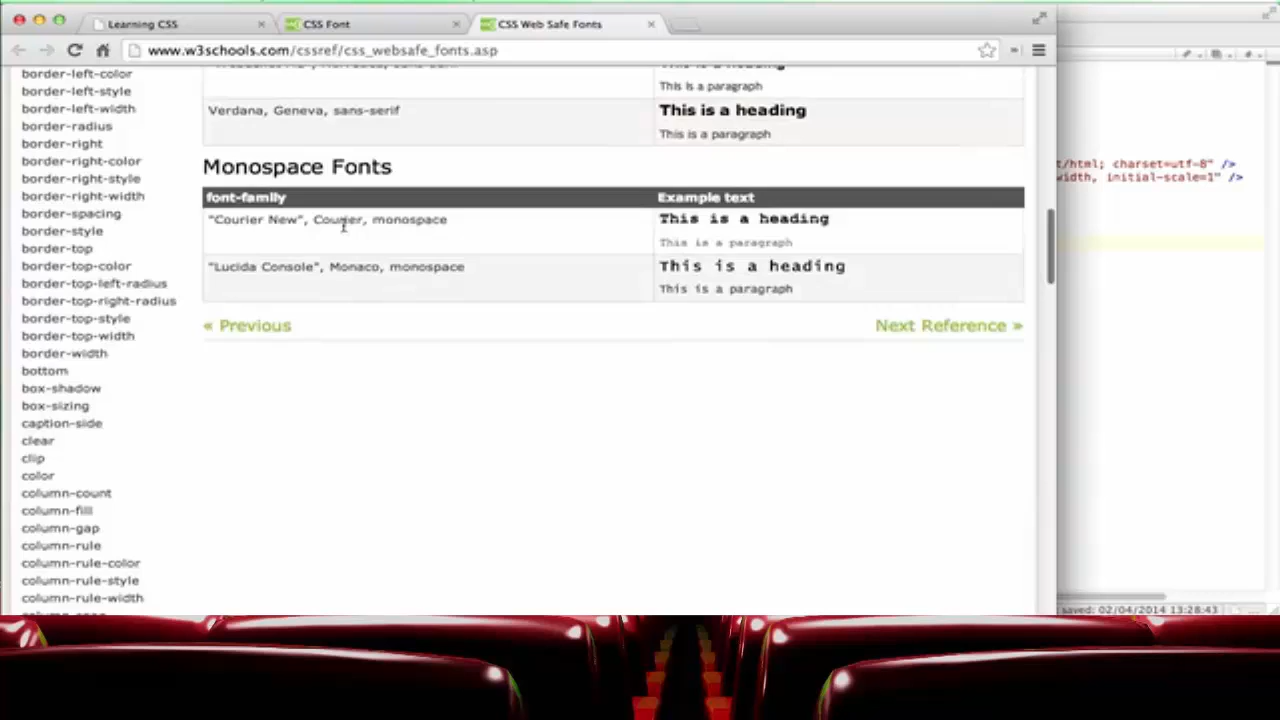 Learning CSS
CSS Font
CSS Web Safe Fonts
www.w3schools.com/cssref/css_websafe_fonts.asp
border-left-color
border-left-style
border-left-width
border-radius
border-right
border-right-color
border-right-style
border-right-width
border-spacing
border-style
border-top
border-top-color
border-top-left-radius
border-top-right-radius
border-top-style
border-top-width
border-width
bottom
box-shadow
box-sizing
caption-side
clear
clip
color
column-count
column-fill
column-gap
column-rule
column-rule-color
column-rule-style
column-rule-width
This is a paragraph
Verdana, Geneva, sans-serif
This is a heading
This is a paragraph
Monospace Fonts
font-family Example text
"Courier New", Courier, monospace
This is a heading
This is a paragraph
"Lucida Console", Monaco, monospace
This is a heading
This is a paragraph
« Previous
Next Reference »
t/html; charset=utf-8" />
width, initial-scale=1" />
saved: 02/04/2014 13:28:43